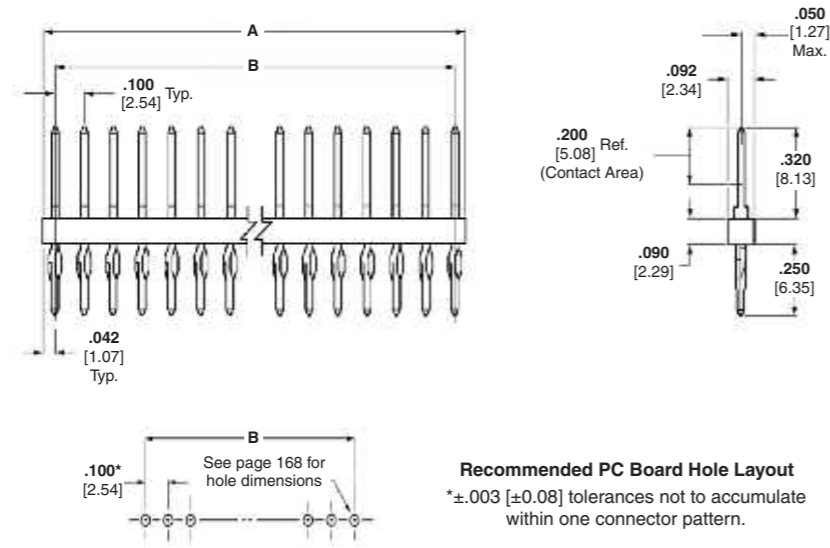 A
B
.100
[2.54] Typ.
.042
[1.07]
Typ.
.050
[1.27]
Max.
.092
[2.34]
.200
[5.08] Ref.
(Contact Area)
.320
[8.13]
.090
[2.29]
.250
[6.35]
B
.100*
[2.54]
See page 168 for
hole dimensions
Recommended PC Board Hole Layout
*±.003 [±0.08] tolerances not to accumulate
within one connector pattern.